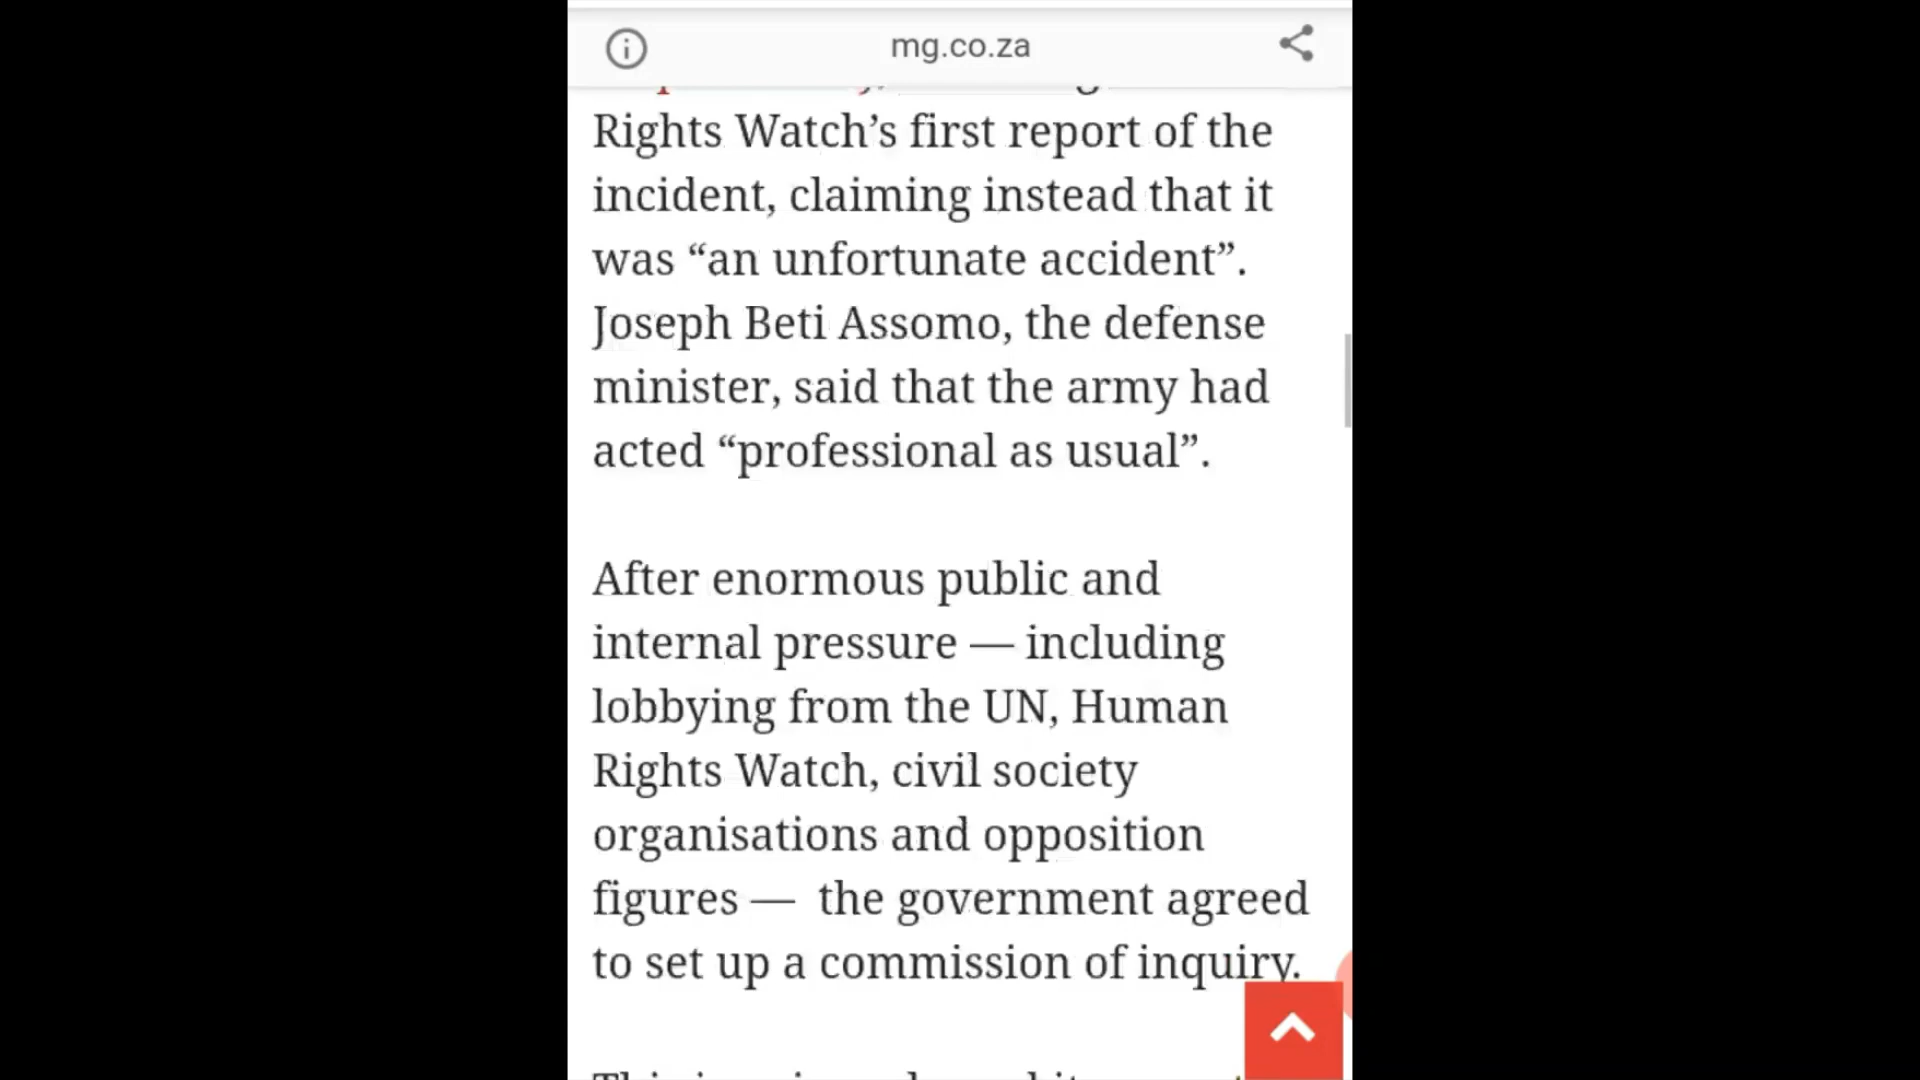 mg.co.za
Rights Watch’s first report of the
incident, claiming instead that it
was “an unfortunate accident”.
Joseph Beti Assomo, the defense
minister, said that the army had
acted “professional as usual”.
After enormous public and
internal pressure — including
lobbying from the UN, Human
Rights Watch, civil society
organisations and opposition
figures —  the government agreed
to set up a commission of inquiry.